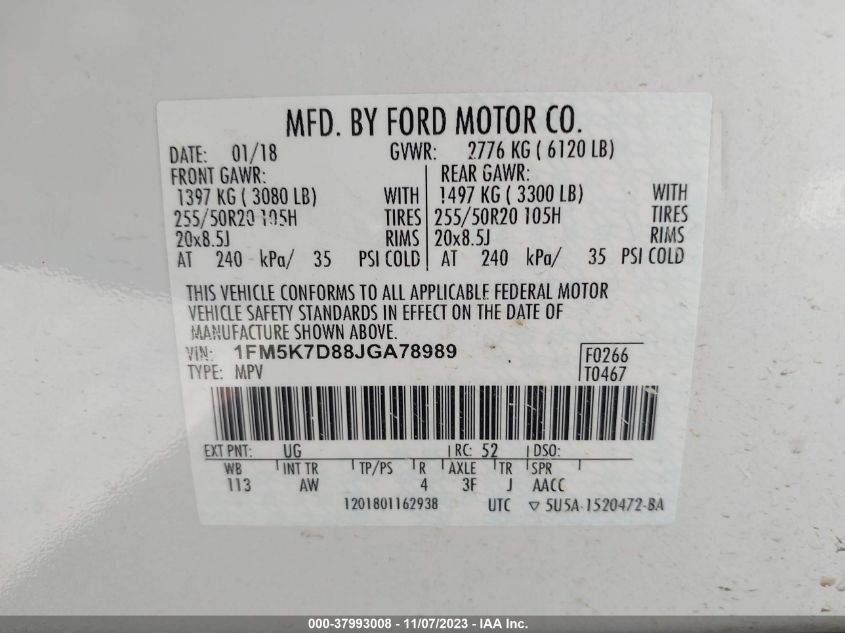 MFD. BY FORD MOTOR CO.
DATE: 01/18 GVWR: 2776 KG ( 6120 LB)
FRONT GAWR: REAR GAWR:
1397 KG ( 3080 LB) WITH 1497 KG ( 3300 LB) WITH
255/50R20 105H TIRES 255/50R20 105H TIRES
20x8.5J RIMS 20x8.5J RIMS
AT 240 kPa/ 35 PSI COLD AT 240 kPa/ 35 PSI COLD
THIS VEHICLE CONFORMS TO ALL APPLICABLE FEDERAL MOTOR
VEHICLE SAFETY STANDARDS IN EFFECT ON THE DATE OF
MANUFACTURE SHOWN ABOVE.
VIN: 1FM5K7D88JGA78989 F0266
TYPE: MPV T0467
EXT PNT: UG RC: 52 DSO:
WB INT TR TP/PS R AXLE TR SPR
113 AW 4 3F J AACC
1201801162938 UTC ▽ 5U5A-1520472-BA
000-37993008 - 11/07/2023 - IAA Inc.